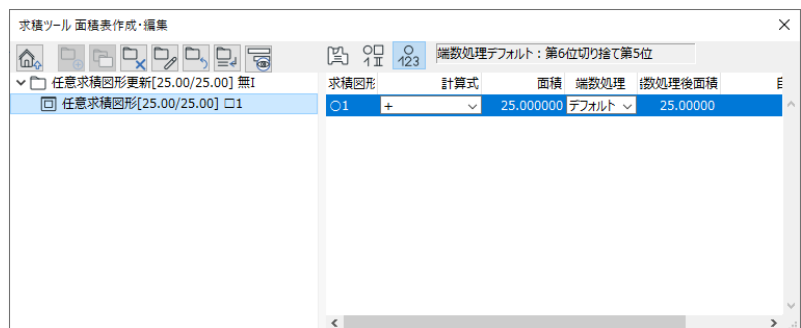 求積ツール 面積表作成・編集
○□ 1 Ⅱ
○ 123
端数処理デフォルト：第6位切り捨て第5位
任意求積図形更新[25.00/25.00] 無I
任意求積図形[25.00/25.00] □1
求積図形 計算式 面積 端数処理 数処理後面積
○1 + 25.000000 デフォルト 25.00000